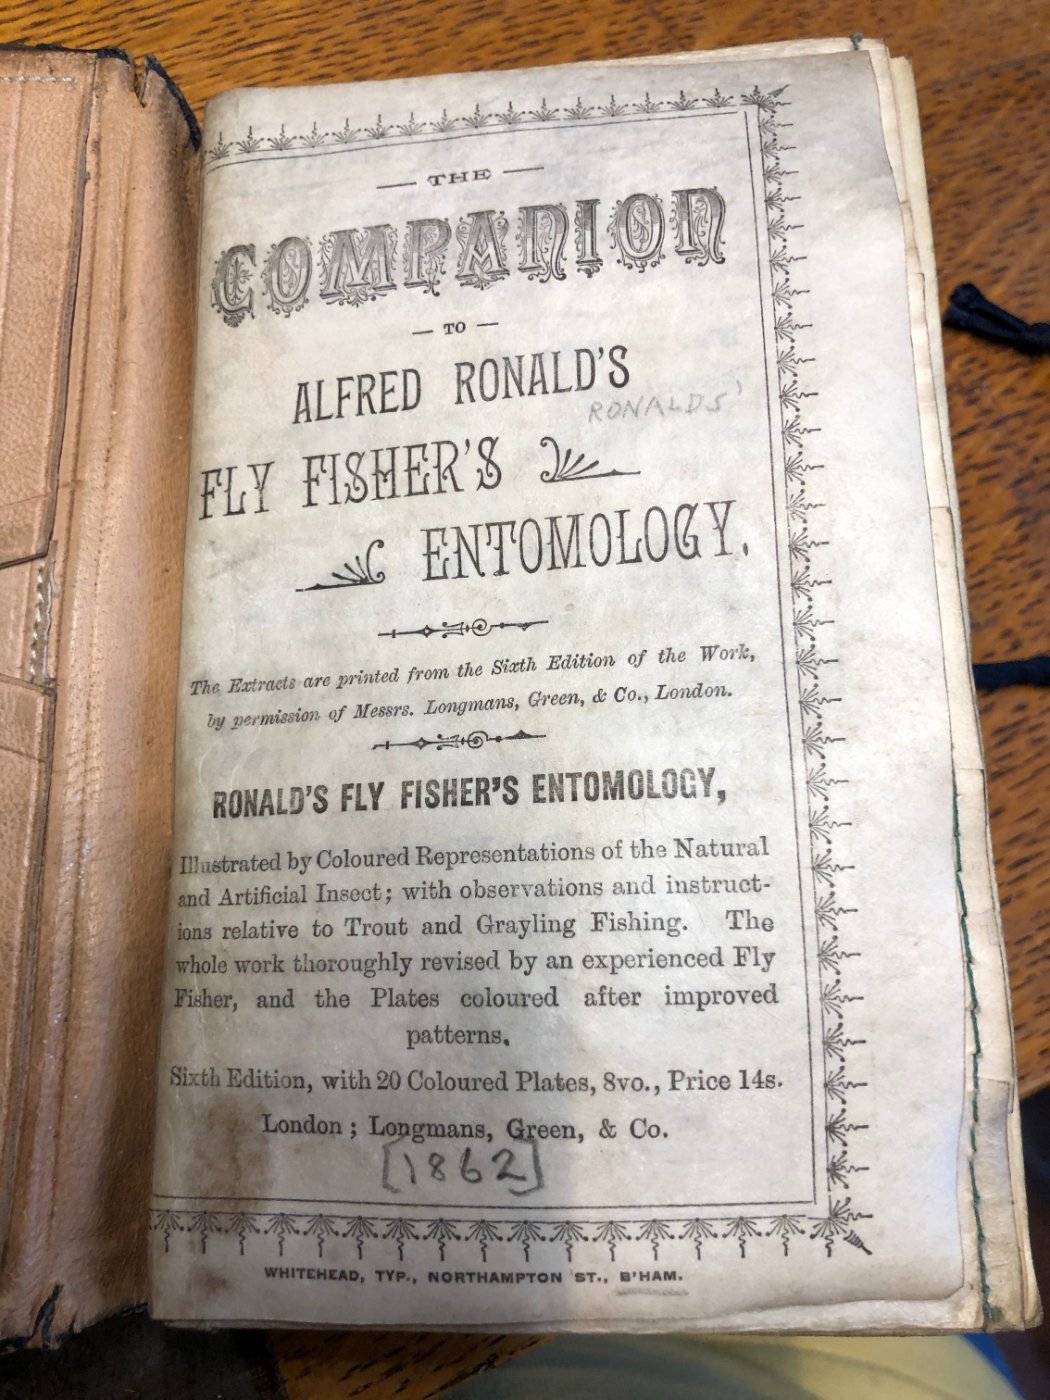 THE
COMPANION
TO
ALFRED RONALD'S
RONALDS'
FLY FISHER'S
ENTOMOLOGY.
The Extracts are printed from the Sixth Edition of the Work,
by permission of Messrs. Longmans, Green, & Co., London.
RONALD'S FLY FISHER'S ENTOMOLOGY,
Illustrated by Coloured Representations of the Natural
and Artificial Insect; with observations and instruct-
ions relative to Trout and Grayling Fishing. The
whole work thoroughly revised by an experienced Fly
Fisher, and the Plates coloured after improved
patterns.
Sixth Edition, with 20 Coloured Plates, 8vo., Price 14s.
London; Longmans, Green, & Co.
[1862]
WHITEHEAD, TYP., NORTHAMPTON ST., B'HAM.